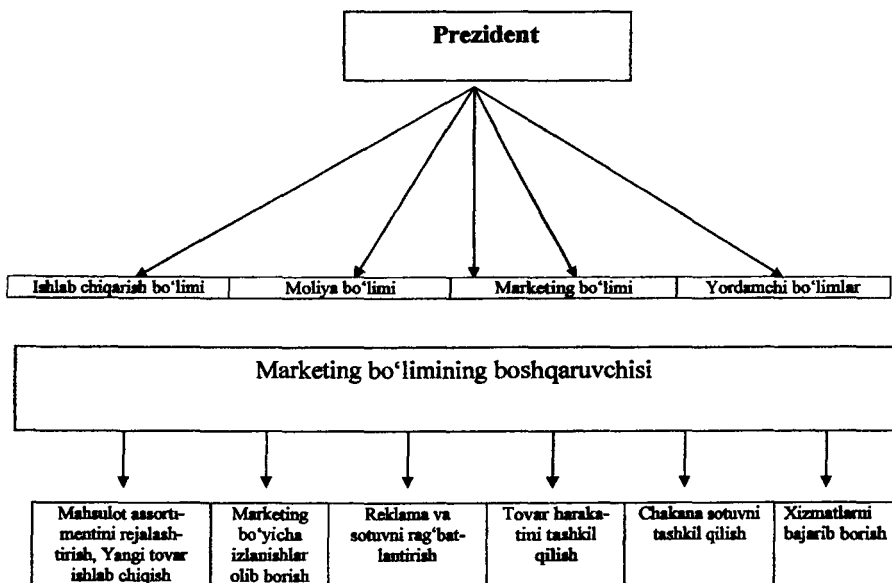 Prezident
Ishlab chiqarish bo‘limi
Moliya bo‘limi
Marketing bo‘limi
Yordamchi bo‘limlar
Marketing bo‘limining boshqaruvchisi
Mahsulot assorti-
mentini rejalash-
tirish, Yangi tovar
ishlab chiqish
Marketing
bo‘yicha
izlanishlar
olib borish
Reklama va
sotuvni rag‘bat-
lantirish
Tovar haraka-
tini tashkil
qilish
Chakana sotuvni
tashkil qilish
Xizmatlarni
bajarib borish